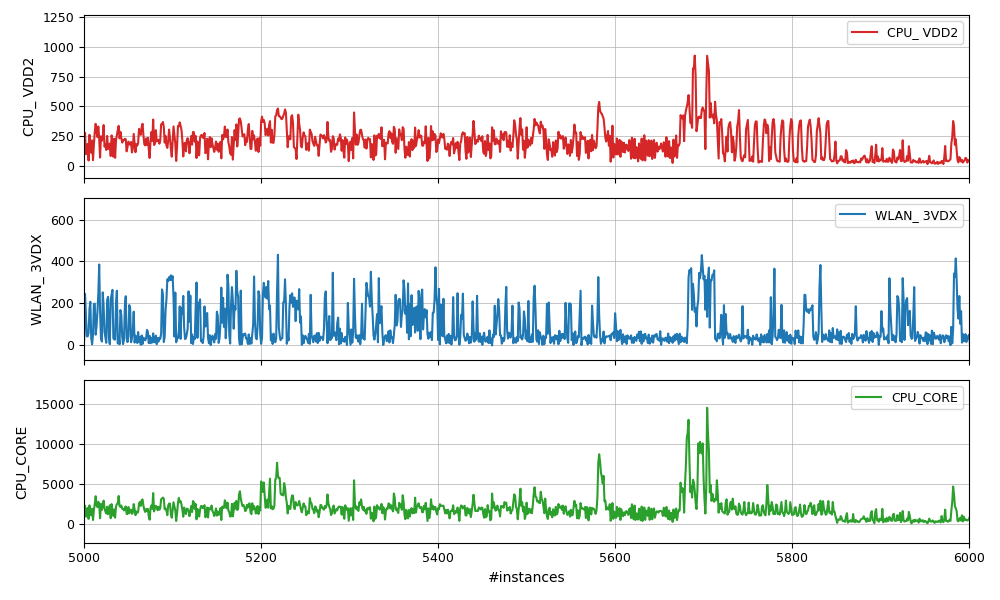 1250
1000
750
500
250
0
CPU_ VDD2
CPU_ VDD2
600
400
200
0
WLAN_ 3VDX
WLAN_ 3VDX
15000
10000
5000
0
CPU_CORE
CPU_CORE
5000 5200 5400 5600 5800 6000
#instances